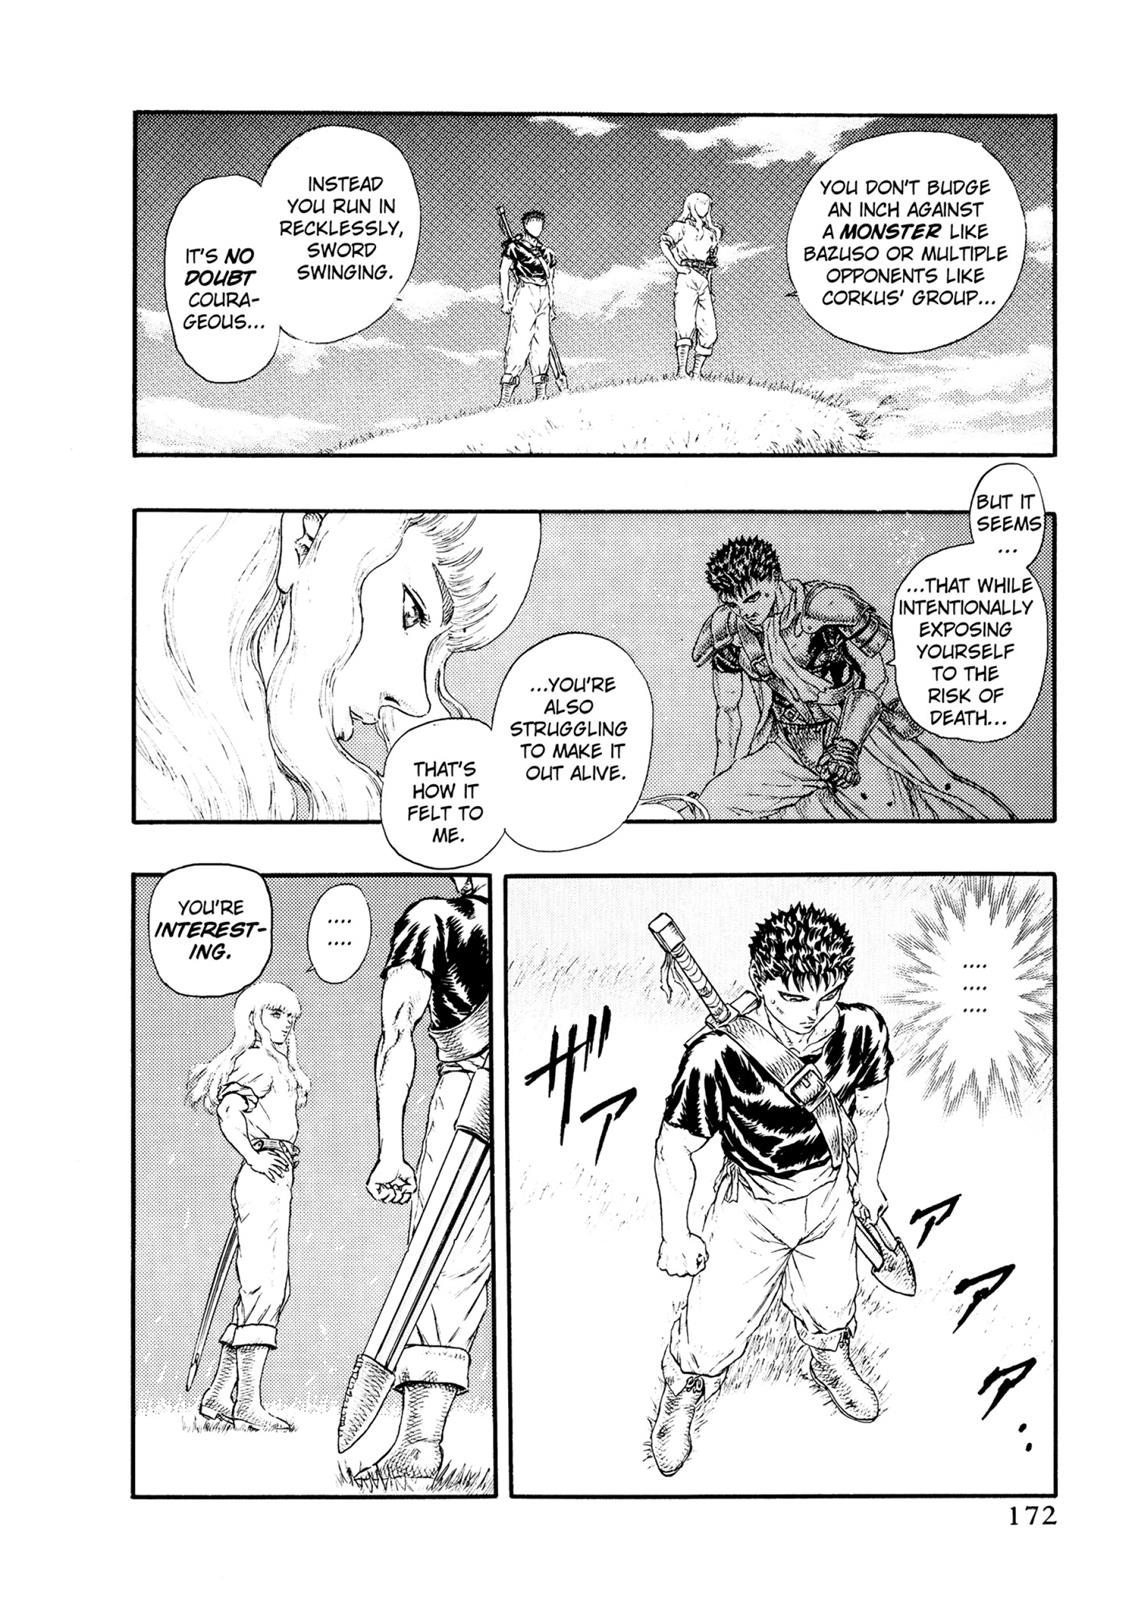 YOU DON'T BUDGE
AN INCH AGAINST
A MONSTER LIKE
BAZUSO OR MULTIPLE
OPPONENTS LIKE
CORKUS' GROUP...
INSTEAD
YOU RUN IN
RECKLESSLY,
SWORD
SWINGING.
IT'S NO
DOUBT
COURA-
GEOUS...
BUT IT
SEEMS
...
...THAT WHILE
INTENTIONALLY
EXPOSING
YOURSELF
TO THE
RISK OF
DEATH...
...YOU'RE
ALSO
STRUGGLING
TO MAKE IT
OUT ALIVE.
THAT'S
HOW IT
FELT TO
ME.
....
....
....
ザァ
アアア..
....
....
YOU'RE
INTEREST-
ING.
172